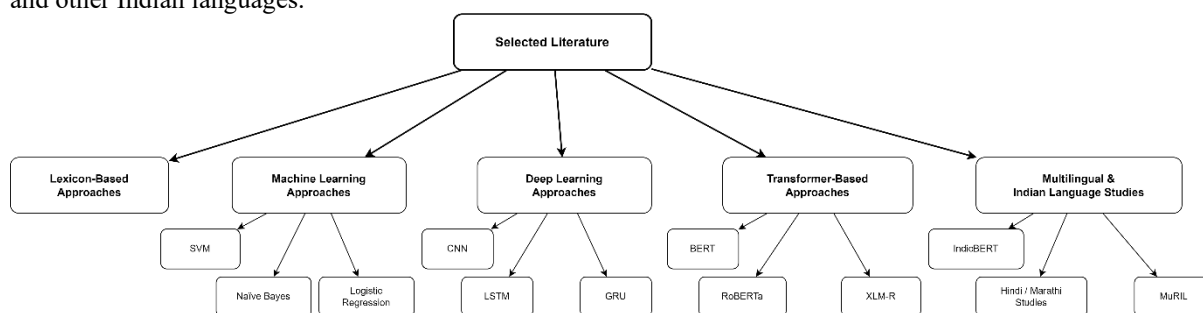 and other Indian languages.
Selected Literature
Lexicon-Based
Approaches
Machine Learning
Approaches
Deep Learning
Approaches
Transformer-Based
Approaches
Multilingual &
Indian Language Studies
SVM
CNN
BERT
IndicBERT
Naïve Bayes
Logistic
Regression
LSTM
GRU
RoBERTa
XLM-R
Hindi / Marathi
Studies
MuRIL